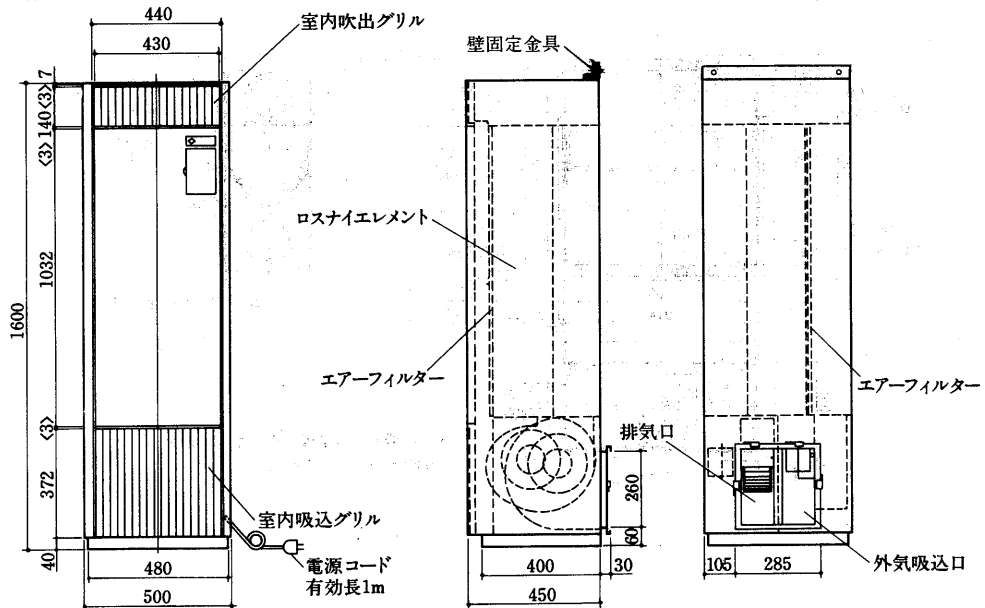 440
室内吹出グリル
430
7
〈3〉
140
〈3〉
1032
1600
〈3〉
372
40
室内吸込グリル
電源コード
有効長1m
480
500
壁固定金具
ロスナイエレメント
エアーフィルター
260
60
400
30
450
エアーフィルター
排気口
外気吸込口
105
285